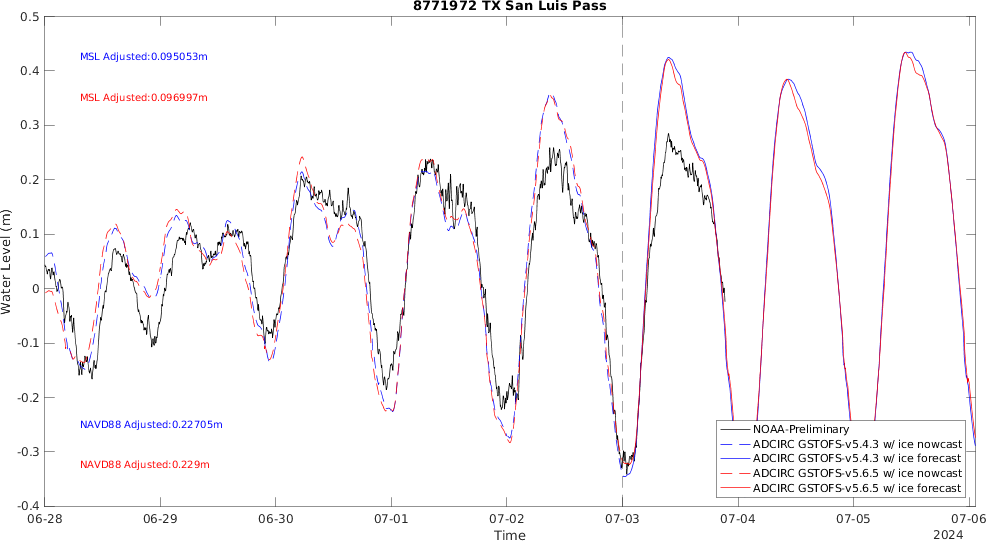 8771972 TX San Luis Pass
0.5
0.4
0.3
0.2
0.1
0
-0.1
-0.2
-0.3
-0.4
Water Level (m)
MSL Adjusted:0.095053m
MSL Adjusted:0.096997m
NAVD88 Adjusted:0.22705m
NAVD88 Adjusted:0.229m
NOAA-Preliminary
ADCIRC GSTOFS-v5.4.3 w/ ice nowcast
ADCIRC GSTOFS-v5.4.3 w/ ice forecast
ADCIRC GSTOFS-v5.6.5 w/ ice nowcast
ADCIRC GSTOFS-v5.6.5 w/ ice forecast
06-28 06-29 06-30 07-01 07-02 07-03 07-04 07-05 07-06
Time
2024